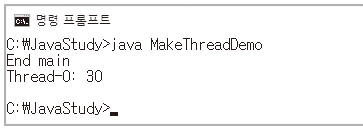 명령 프롬프트
C:₩JavaStudy>java MakeThreadDemo
End main
Thread-0: 30
C:₩JavaStudy>